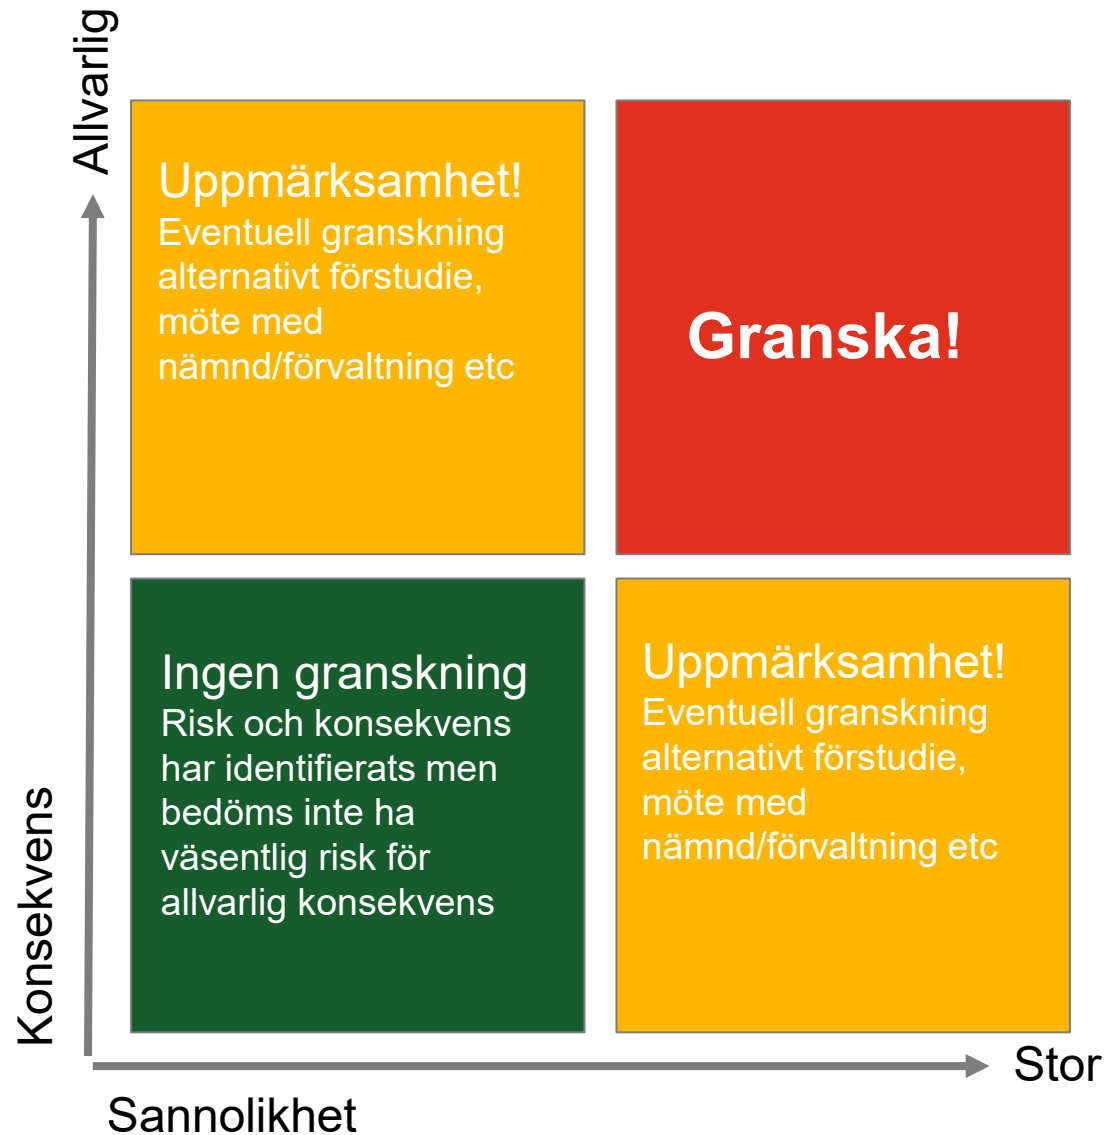 Allvarlig
Uppmärksamhet!
Eventuell granskning
alternativt förstudie,
möte med
nämnd/förvaltning etc
Granska!
Ingen granskning
Risk och konsekvens
har identifierats men
bedöms inte ha
väsentlig risk för
allvarlig konsekvens
Uppmärksamhet!
Eventuell granskning
alternativt förstudie,
möte med
nämnd/förvaltning etc
Konsekvens
Stor
Sannolikhet